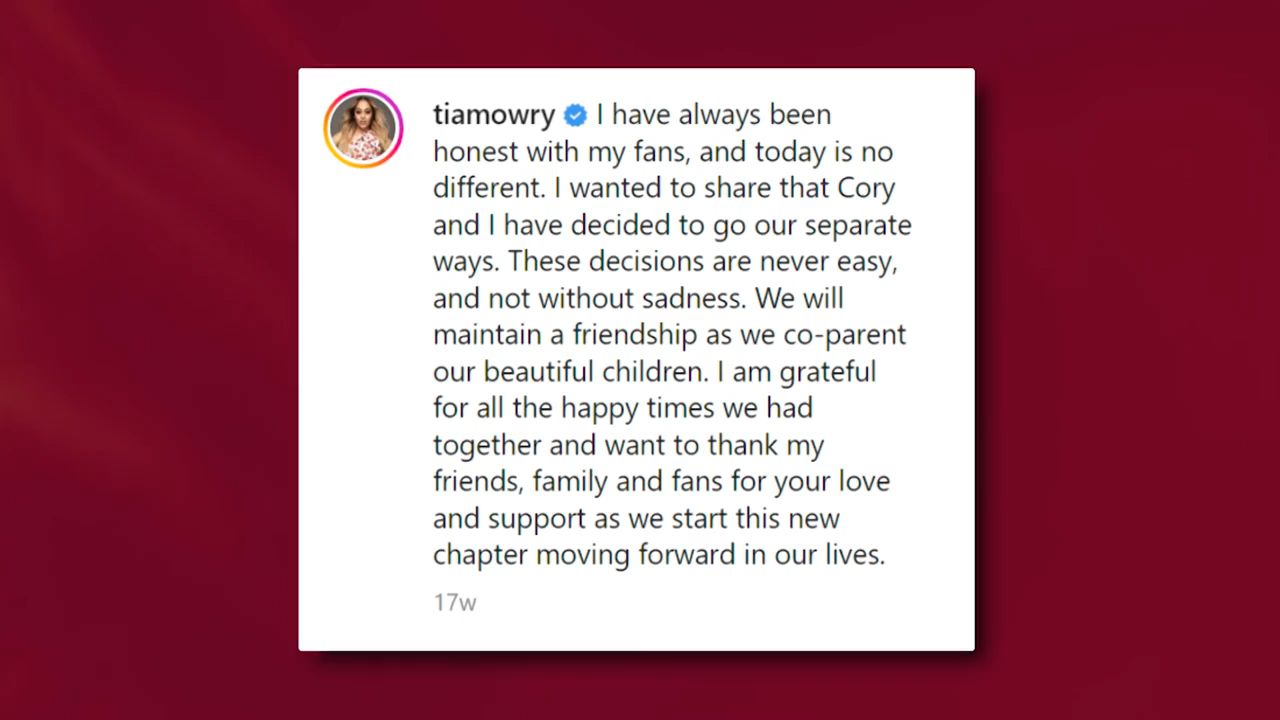 tiamowry I have always been
honest with my fans, and today is no
different. I wanted to share that Cory
and I have decided to go our separate
ways. These decisions are never easy,
and not without sadness. We will
maintain a friendship as we co-parent
our beautiful children. I am grateful
for all the happy times we had
together and want to thank my
friends, family and fans for your love
and support as we start this new
chapter moving forward in our lives.
17w